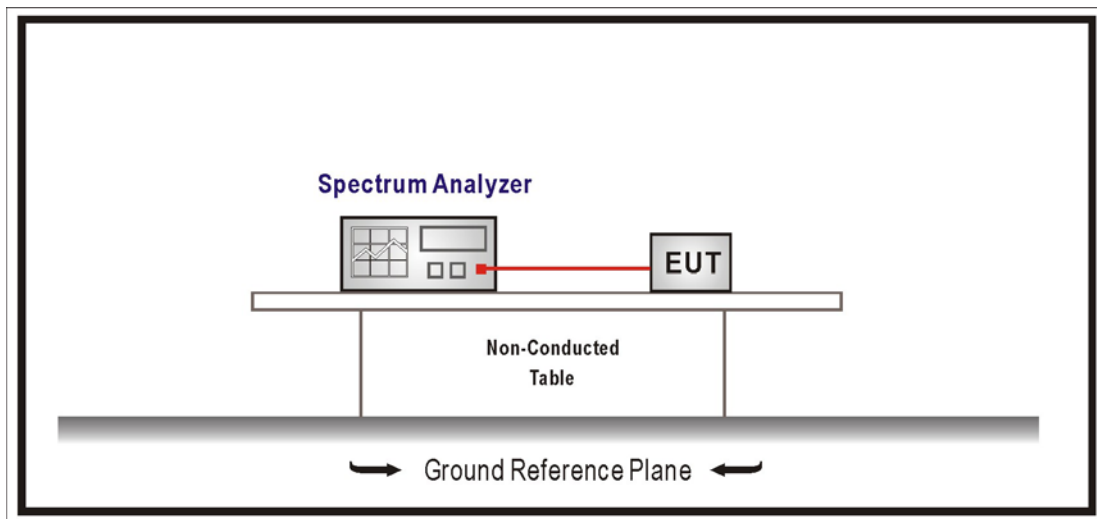 Spectrum Analyzer
EUT
Non-Conducted
Table
Ground Reference Plane